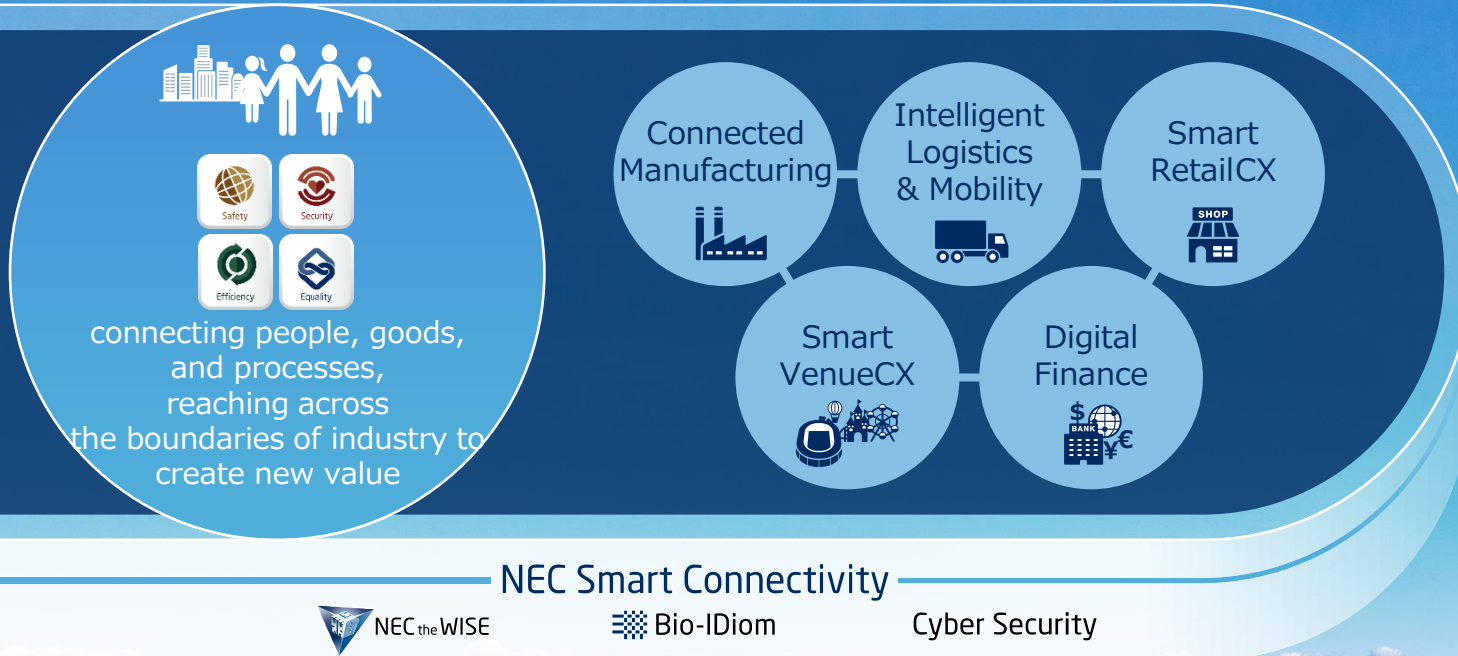 Safety
Security
Efficiency
Equality
connecting people, goods,
and processes,
reaching across
the boundaries of industry to
create new value
Connected
Manufacturing
Intelligent
Logistics
& Mobility
Smart
RetailCX
SHOP
Smart
VenueCX
Digital
Finance
$
BANK
¥€
NEC Smart Connectivity
NEC the WISE
Bio-IDiom
Cyber Security